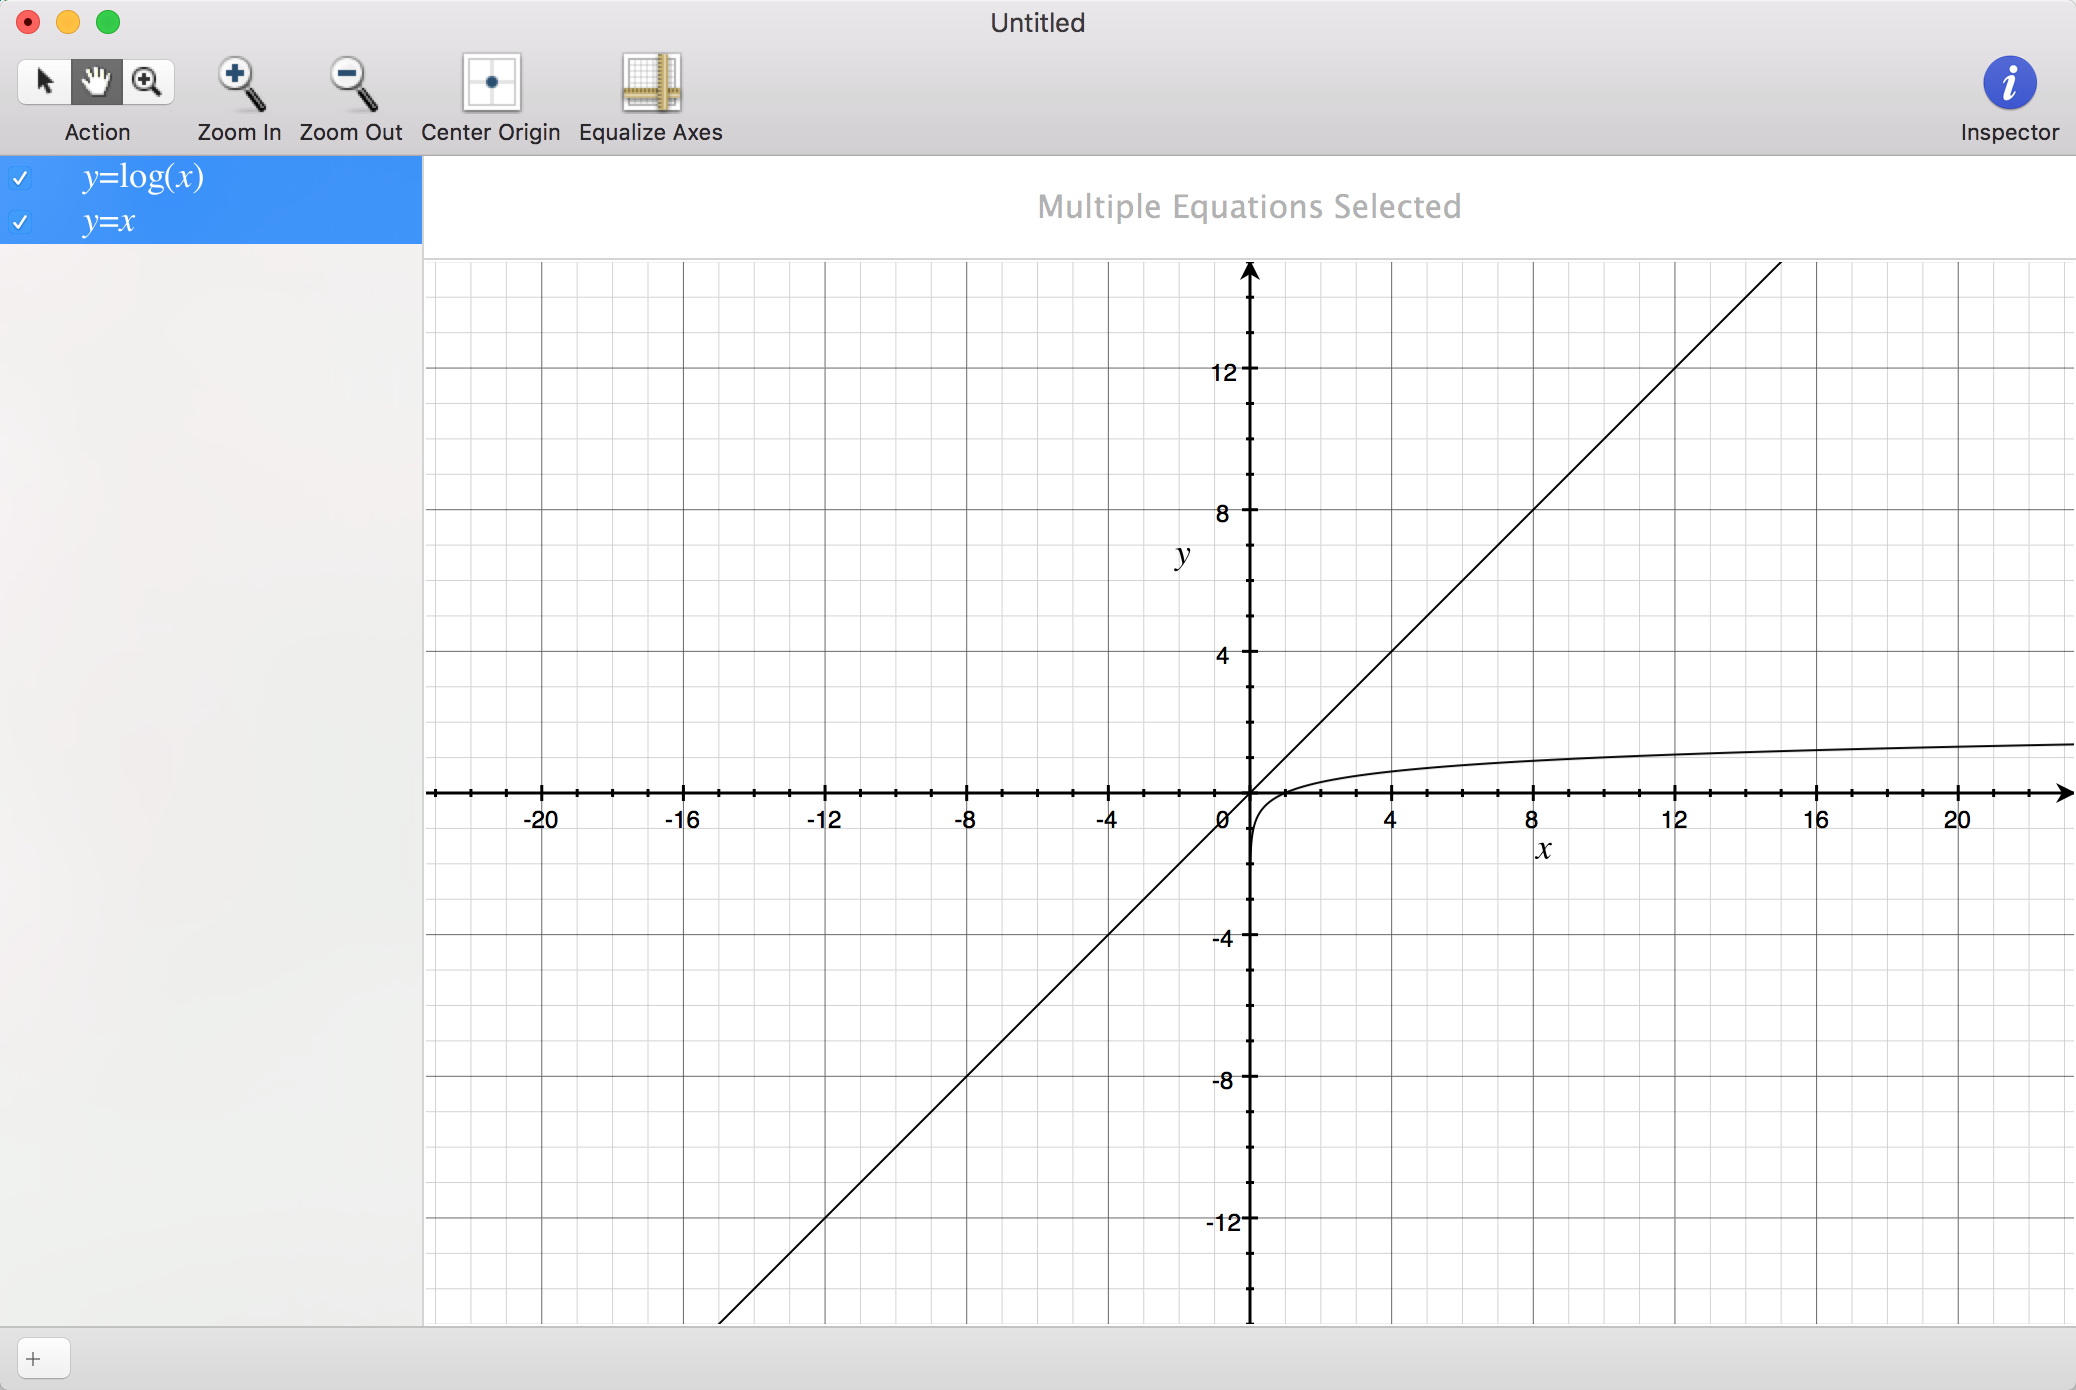 Untitled
Action
Zoom In
Zoom Out
Center Origin
Equalize Axes
Inspector
y=log(x)
y=x
Multiple Equations Selected
12
8
y
4
-20 -16 -12 -8 -4 0 4 8 12 16 20
x
-4
-8
-12